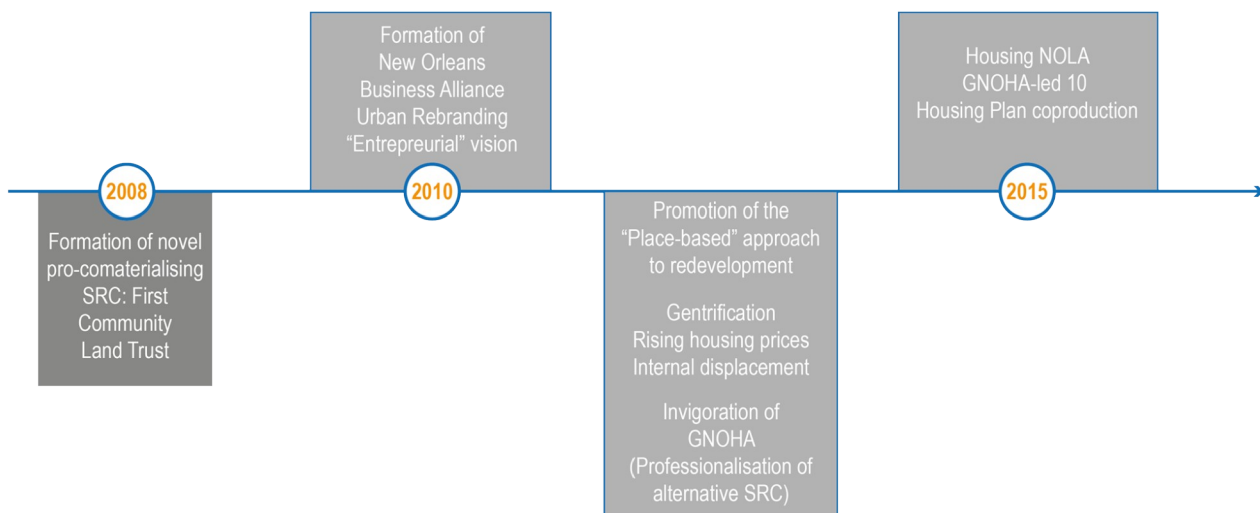 2008
Formation of novel
pro-comaterialising
SRC: First
Community
Land Trust
Formation of
New Orleans
Business Alliance
Urban Rebranding
“Entrepreurial” vision
2010
Promotion of the
“Place-based” approach
to redevelopment
Gentrification
Rising housing prices
Internal displacement
Invigoration of
GNOHA
(Professionalisation of
alternative SRC)
Housing NOLA
GNOHA-led 10
Housing Plan coproduction
2015